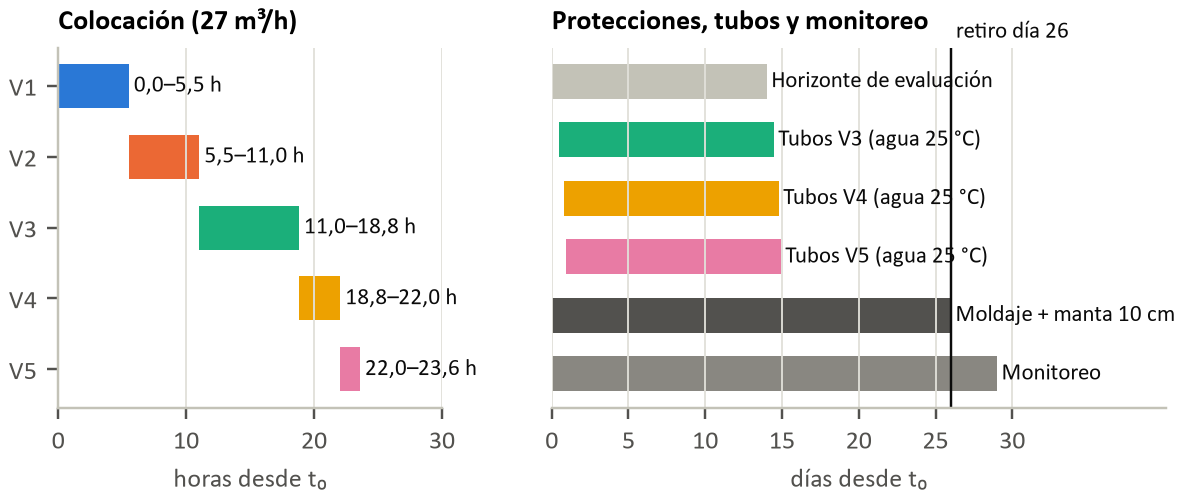 Colocación (27 m³/h)
V1
0,0–5,5 h
V2
5,5–11,0 h
V3
11,0–18,8 h
V4
18,8–22,0 h
V5
22,0–23,6 h
0 10 20 30
horas desde t₀
Protecciones, tubos y monitoreo
retiro día 26
Horizonte de evaluación
Tubos V3 (agua 25 °C)
Tubos V4 (agua 25 °C)
Tubos V5 (agua 25 °C)
Moldaje + manta 10 cm
Monitoreo
0 5 10 15 20 25 30
días desde t₀